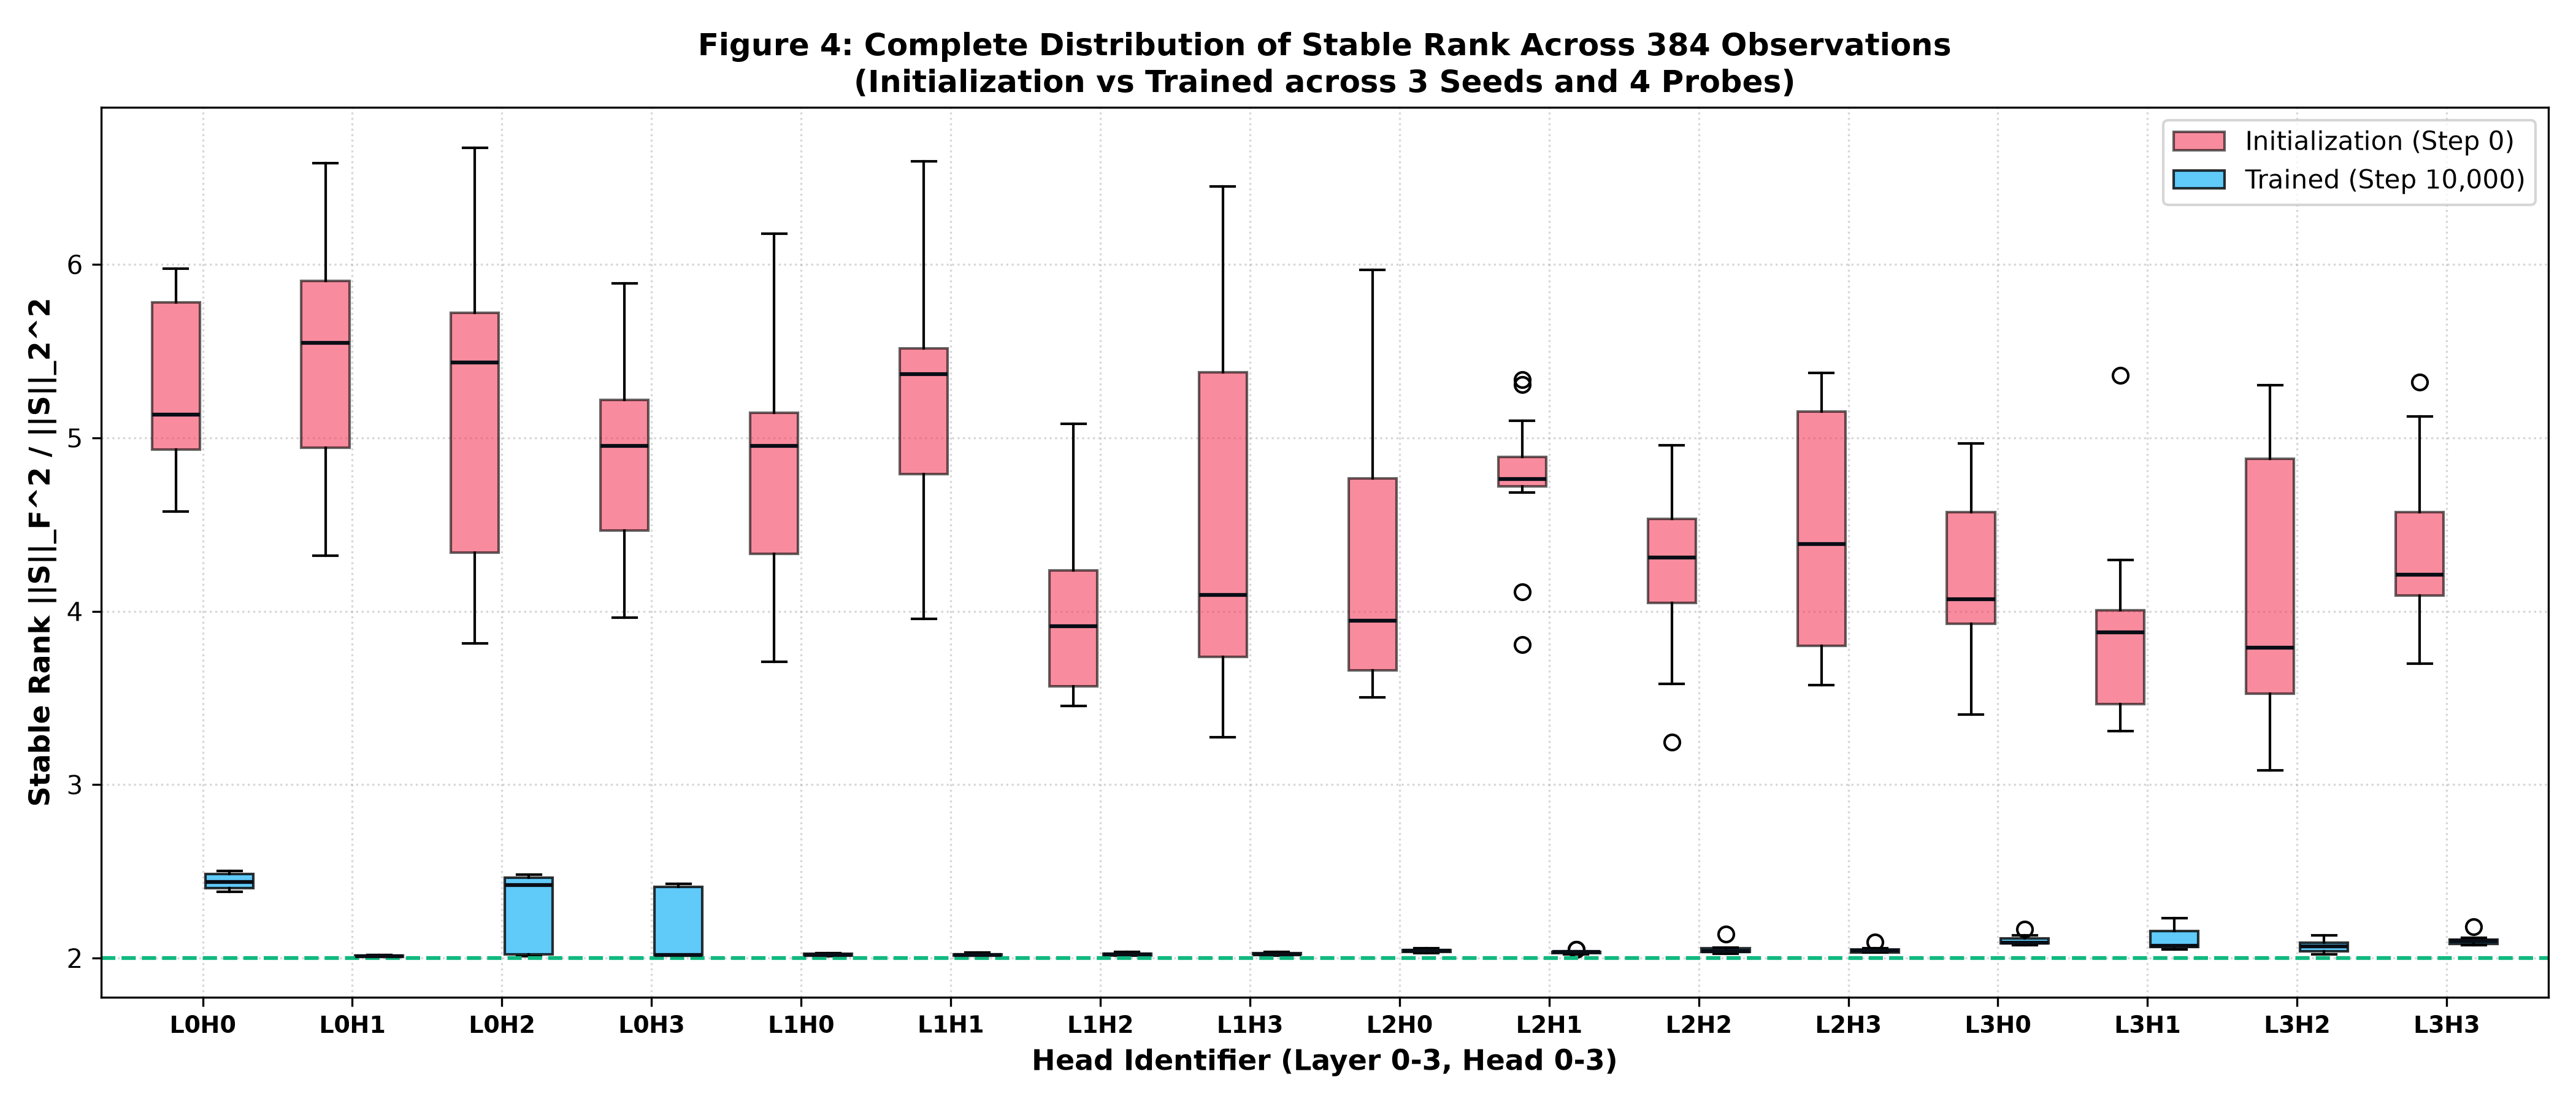 Figure 4: Complete Distribution of Stable Rank Across 384 Observations
(Initialization vs Trained across 3 Seeds and 4 Probes)
Initialization (Step 0)
Trained (Step 10,000)
Stable Rank ||S||_F^2 / ||S||_2^2
6
5
4
3
2
L0H0 L0H1 L0H2 L0H3 L1H0 L1H1 L1H2 L1H3 L2H0 L2H1 L2H2 L2H3 L3H0 L3H1 L3H2 L3H3
Head Identifier (Layer 0-3, Head 0-3)